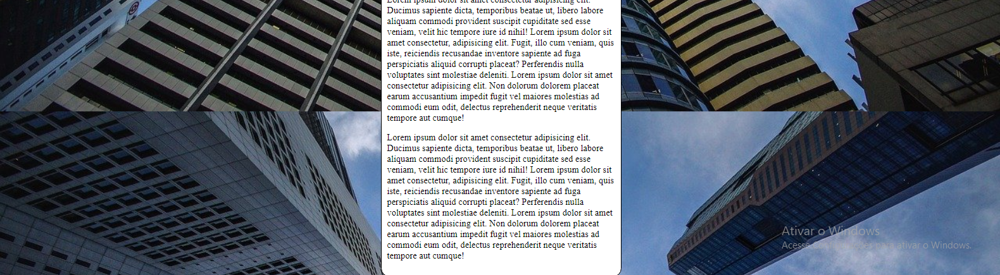 Lorem ipsum dolor sit amet consectetur adipisicing elit.
Ducimus sapiente dicta, temporibus beatae ut, libero labore
aliquam commodi provident suscipit cupiditate sed esse
veniam, velit hic tempore iure id nihil! Lorem ipsum dolor sit
amet consectetur, adipisicing elit. Fugit, illo cum veniam, quis
iste, reiciendis recusandae inventore sapiente ad fuga
perspiciatis aliquid corrupti placeat? Perferendis nulla
voluptates sint molestiae deleniti. Lorem ipsum dolor sit amet
consectetur adipisicing elit. Non dolorum dolorem placeat
earum accusantium impedit fugit vel maiores molestias ad
commodi eum odit, delectus reprehenderit neque veritatis
tempore aut cumque!
Lorem ipsum dolor sit amet consectetur adipisicing elit.
Ducimus sapiente dicta, temporibus beatae ut, libero labore
aliquam commodi provident suscipit cupiditate sed esse
veniam, velit hic tempore iure id nihil! Lorem ipsum dolor sit
amet consectetur, adipisicing elit. Fugit, illo cum veniam, quis
iste, reiciendis recusandae inventore sapiente ad fuga
perspiciatis aliquid corrupti placeat? Perferendis nulla
voluptates sint molestiae deleniti. Lorem ipsum dolor sit amet
consectetur adipisicing elit. Non dolorum dolorem placeat
earum accusantium impedit fugit vel maiores molestias ad
commodi eum odit, delectus reprehenderit neque veritatis
tempore aut cumque!
Ativar o Windows
Acesse Configurações para ativar o Windows.